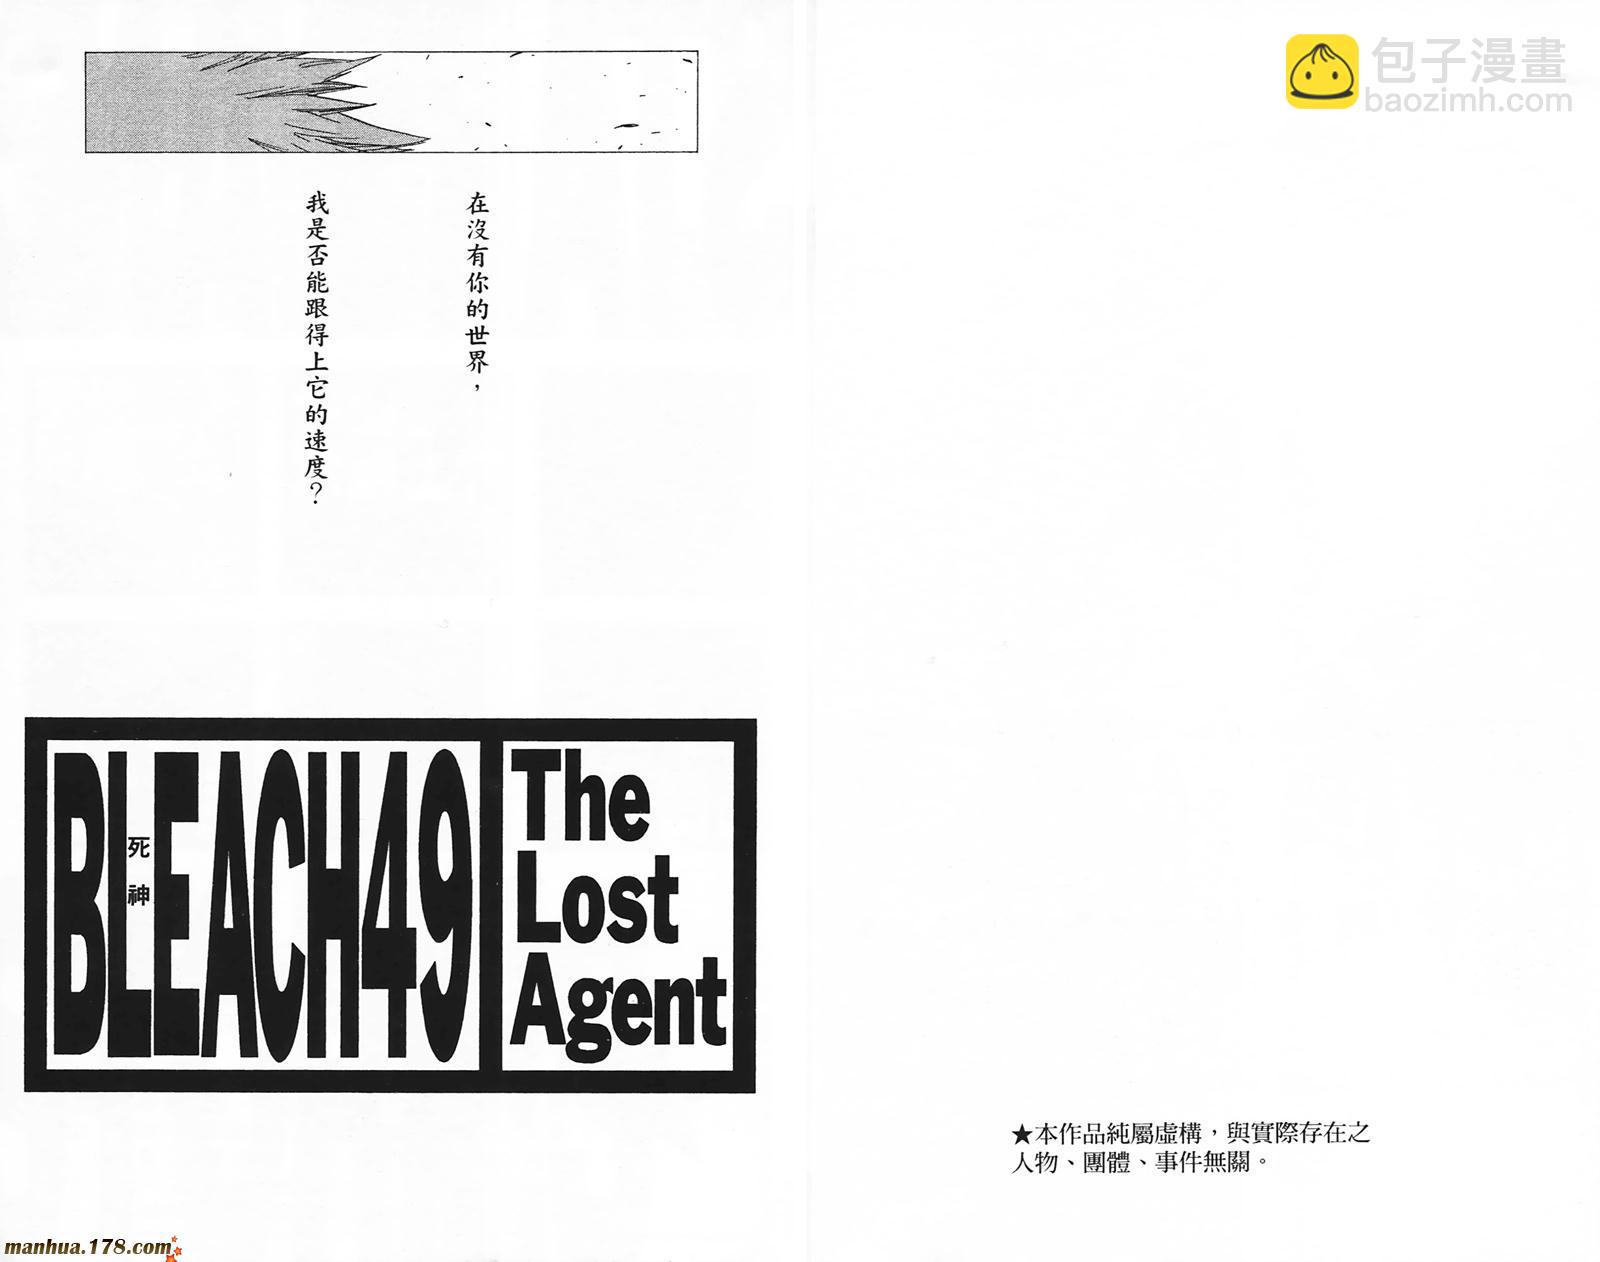 包子漫畫
baozimh.com
★本作品純屬虛構，與實際存在之
人物、團體、事件無關。
在沒有你的世界，
我是否能跟得上它的速度？
BLEACH49
死神
The
Lost
Agent
manhua.178.com